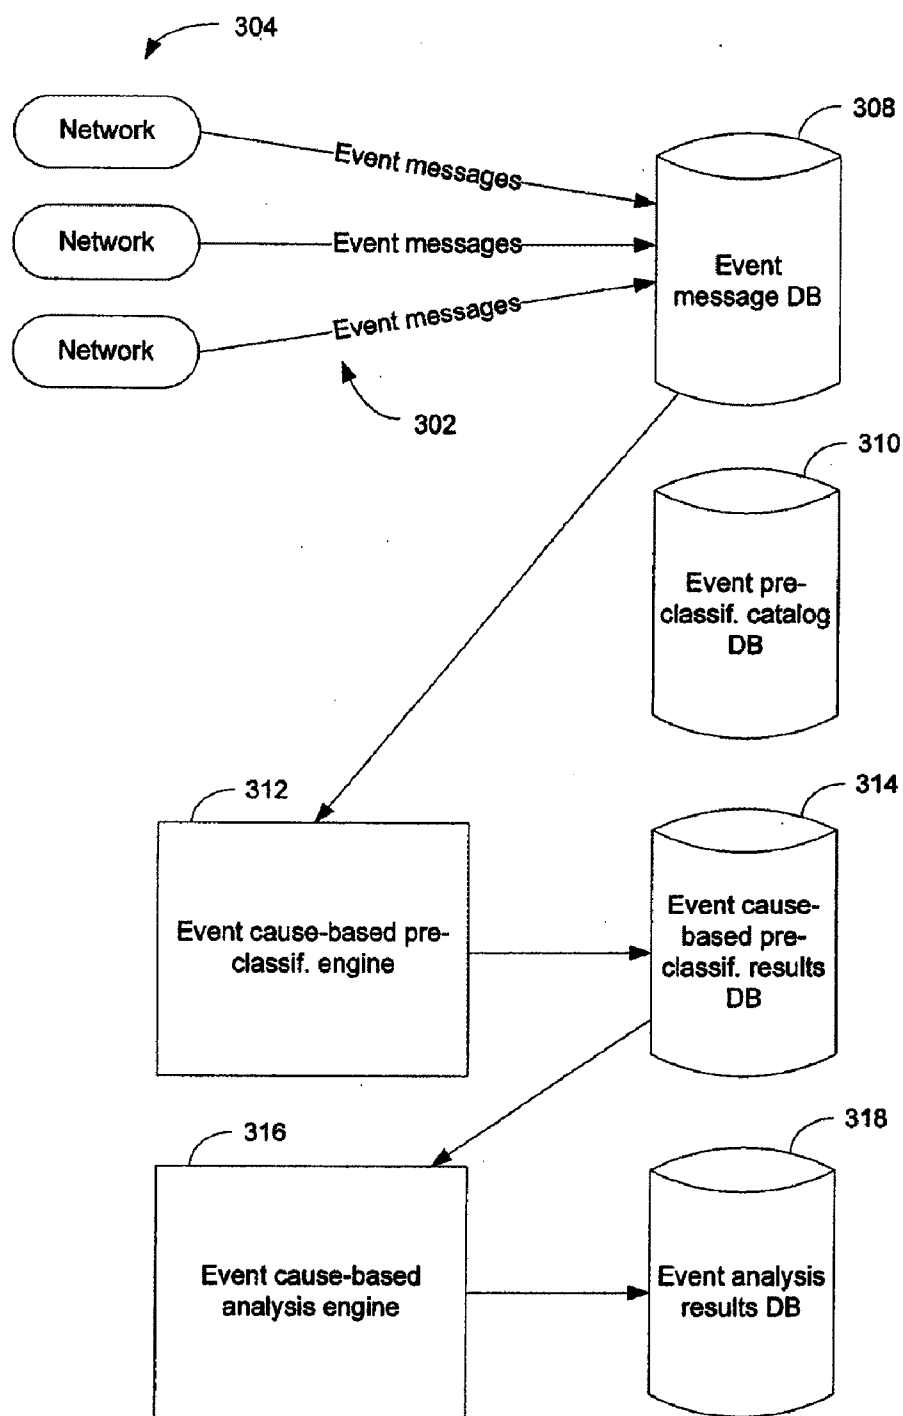 304
Network
Event messages
308
Network
Event messages
Event
message DB
Network
Event messages
302
310
Event pre-
classif. catalog
DB
312
314
Event cause-based pre-
classif. engine
Event cause-
based pre-
classif. results
DB
316
318
Event cause-based
analysis engine
Event analysis
results DB